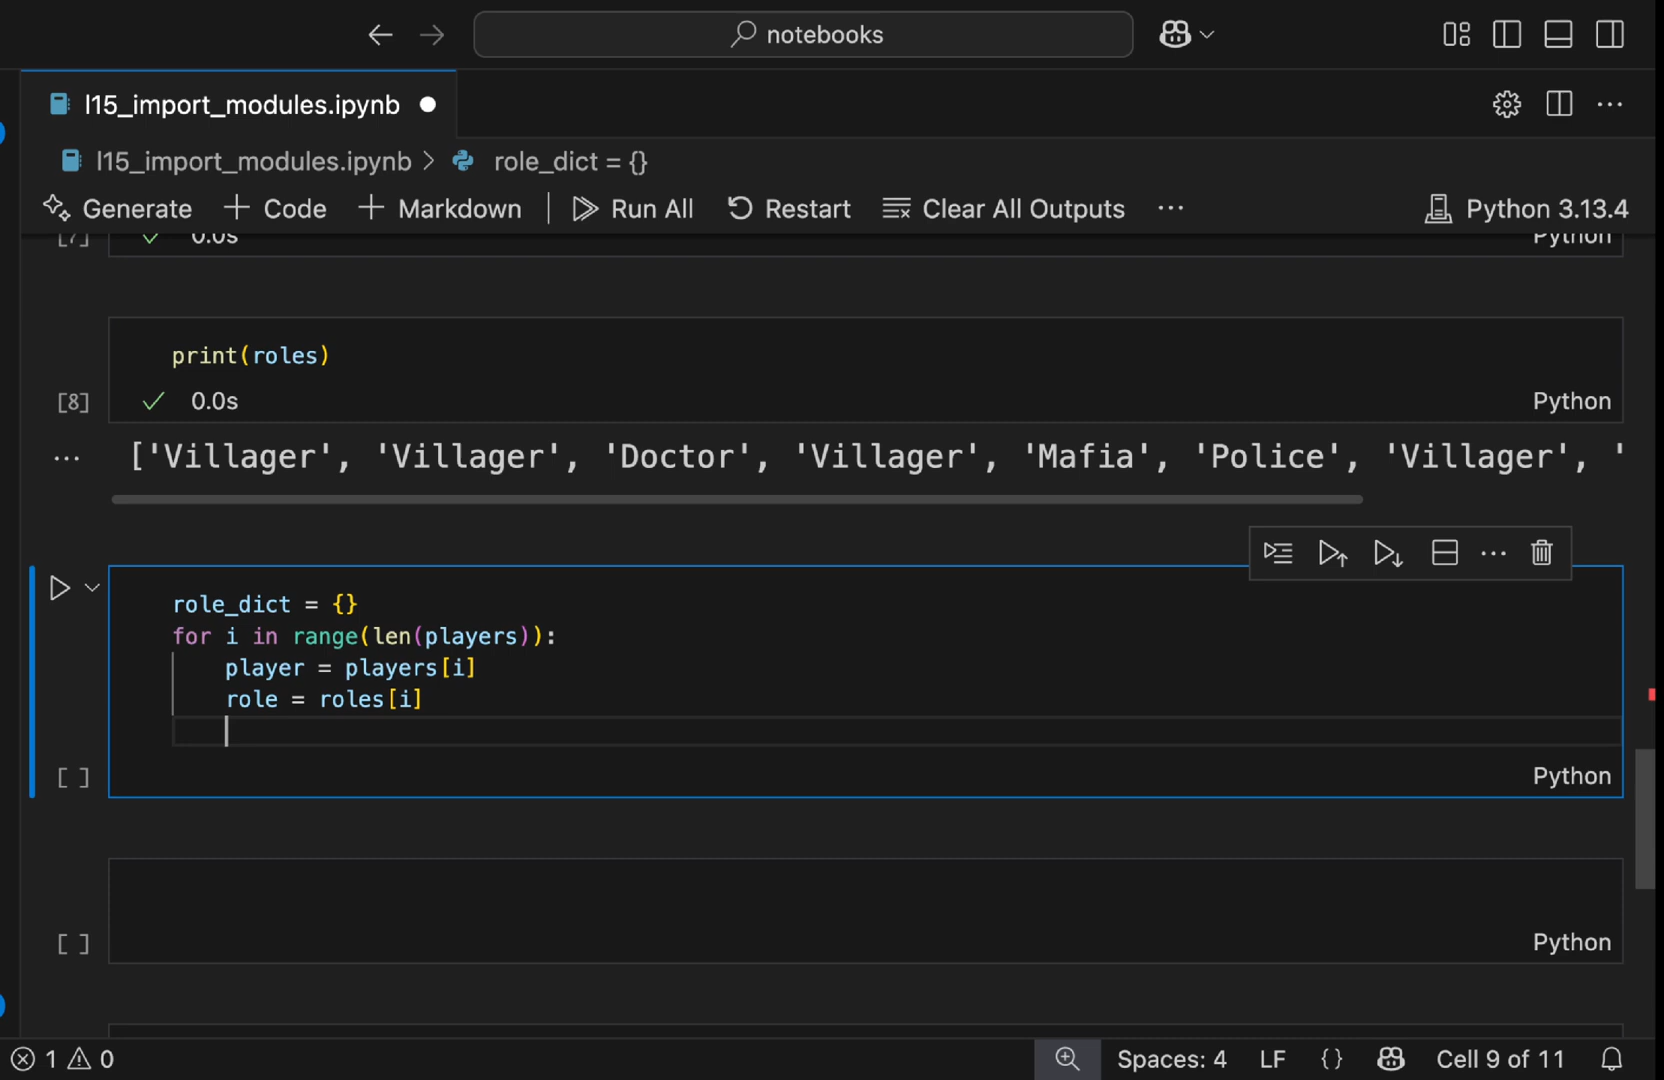 notebooks
l15_import_modules.ipynb
l15_import_modules.ipynb > role_dict = {}
Generate + Code + Markdown | Run All Restart Clear All Outputs ... Python 3.13.4
[7] 0.0s Python
print(roles)
[8] 0.0s Python
... ['Villager', 'Villager', 'Doctor', 'Villager', 'Mafia', 'Police', 'Villager', '
role_dict = {}
for i in range(len(players)):
    player = players[i]
    role = roles[i]
[ ] Python
[ ] Python
1 0 Spaces: 4 LF {} Cell 9 of 11